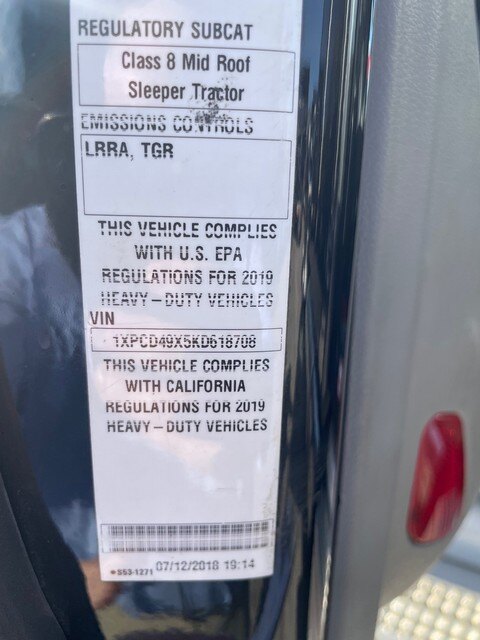 REGULATORY SUBCAT
Class 8 Mid Roof
Sleeper Tractor
EMISSIONS CONTROLS
LRRA, TGR
THIS VEHICLE COMPLIES
WITH U.S. EPA
REGULATIONS FOR 2019
HEAVY-DUTY VEHICLES
VIN
1XPCD49X5KD618708
THIS VEHICLE COMPLIES
WITH CALIFORNIA
REGULATIONS FOR 2019
HEAVY-DUTY VEHICLES
S53-1271 07/12/2018 19:14